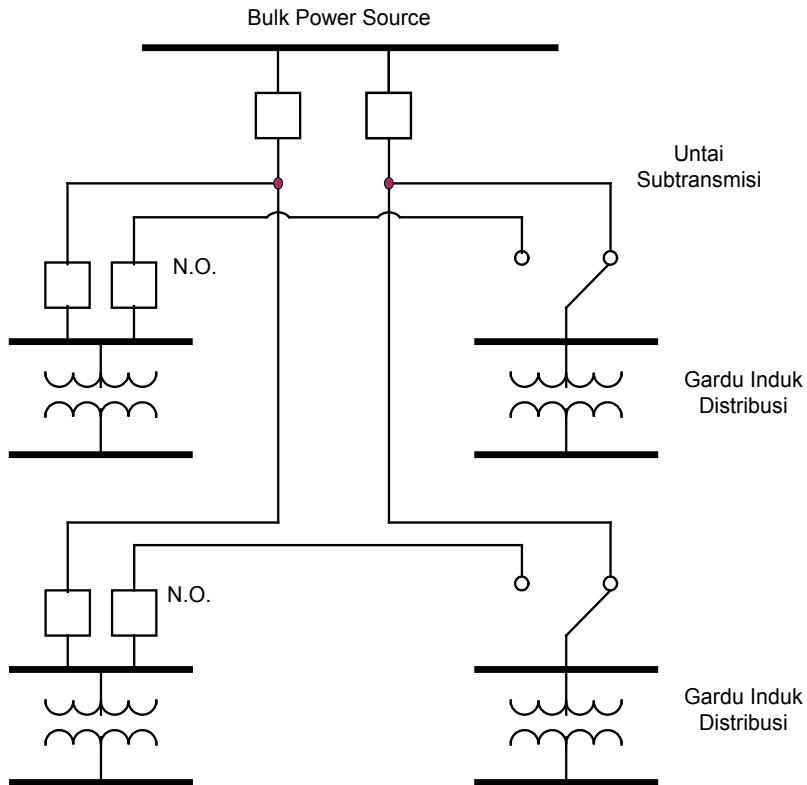 Bulk Power Source
Untai
Subtransmisi
N.O.
Gardu Induk
Distribusi
N.O.
Gardu Induk
Distribusi